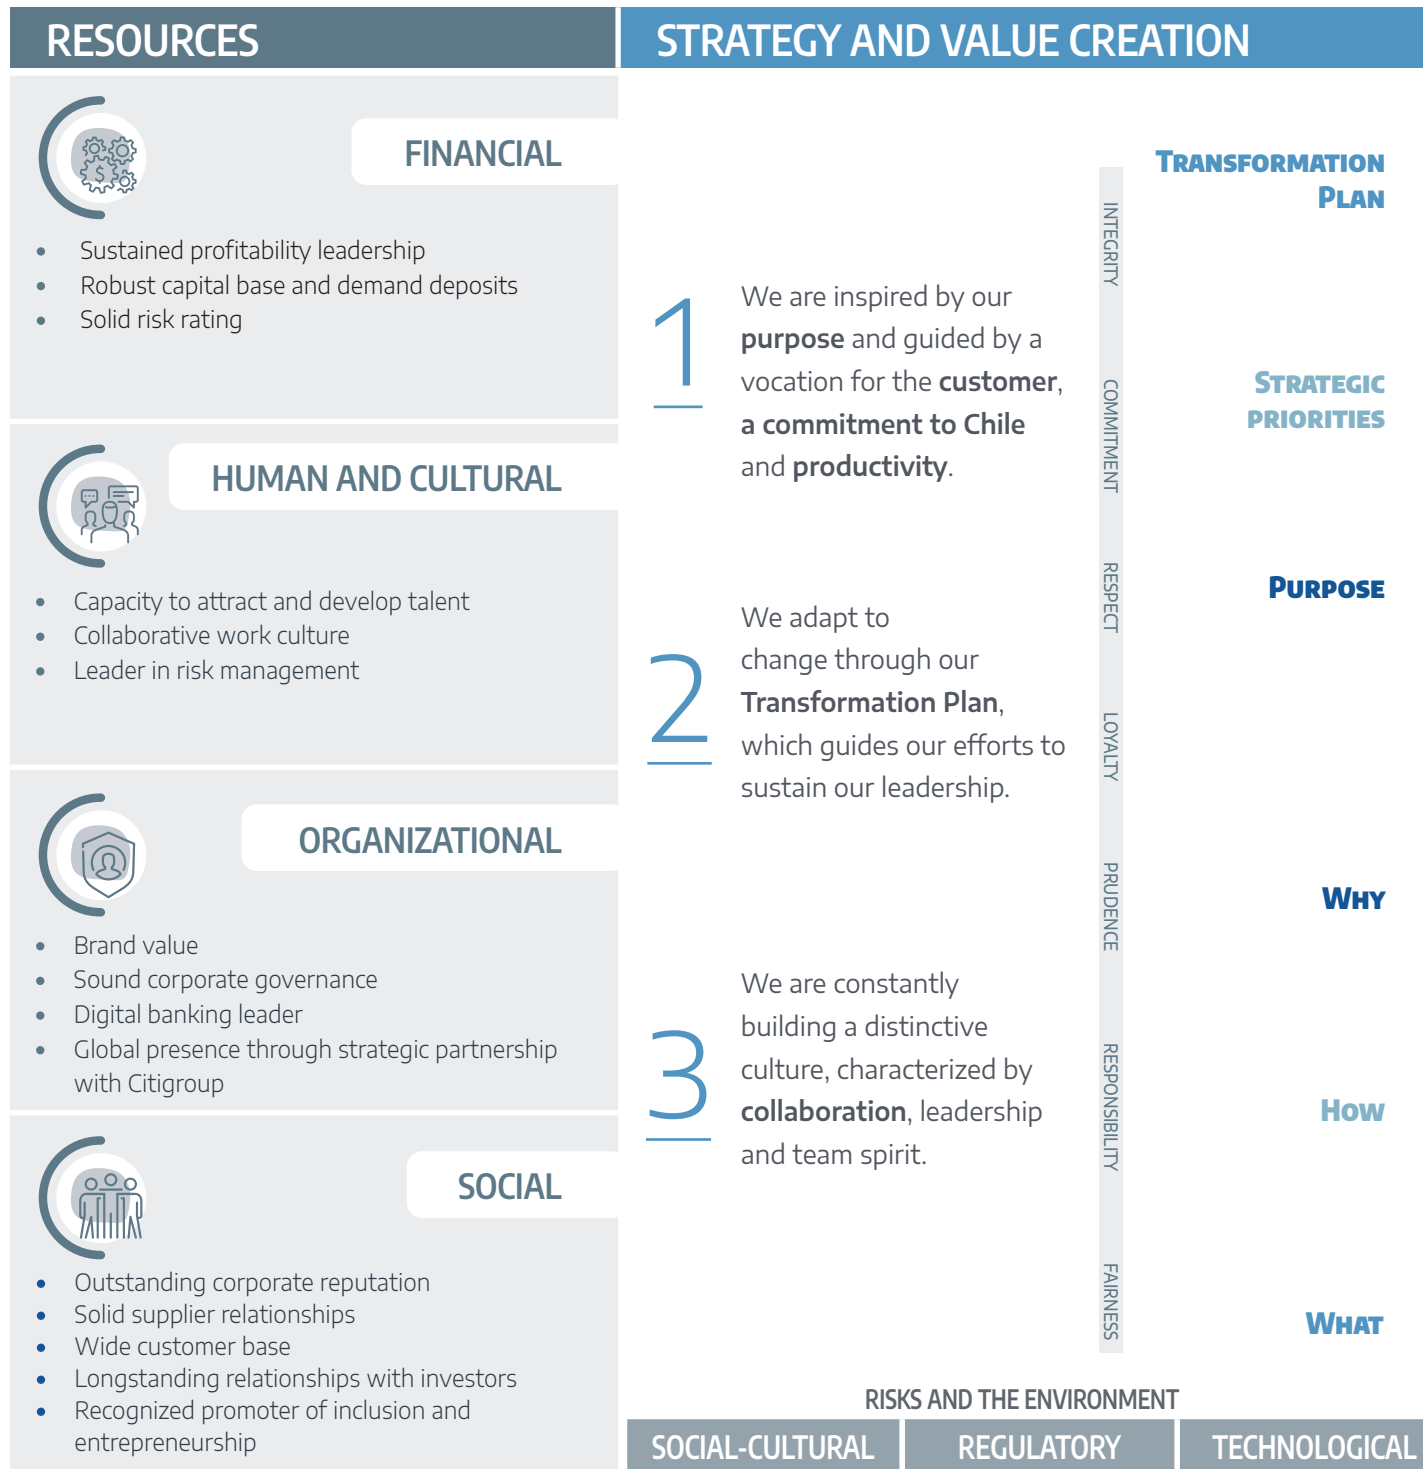 RESOURCES
FINANCIAL
• Sustained profitability leadership
• Robust capital base and demand deposits
• Solid risk rating
HUMAN AND CULTURAL
• Capacity to attract and develop talent
• Collaborative work culture
• Leader in risk management
ORGANIZATIONAL
• Brand value
• Sound corporate governance
• Digital banking leader
• Global presence through strategic partnership
with Citigroup
SOCIAL
• Outstanding corporate reputation
• Solid supplier relationships
• Wide customer base
• Longstanding relationships with investors
• Recognized promoter of inclusion and
entrepreneurship
STRATEGY AND VALUE CREATION
1
We are inspired by our
purpose and guided by a
vocation for the customer,
a commitment to Chile
and productivity.
2
We adapt to
change through our
Transformation Plan,
which guides our efforts to
sustain our leadership.
3
We are constantly
building a distinctive
culture, characterized by
collaboration, leadership
and team spirit.
INTEGRITY
COMMITMENT
RESPECT
LOYALTY
PRUDENCE
RESPONSIBILITY
FAIRNESS
TRANSFORMATION
PLAN
STRATEGIC
PRIORITIES
PURPOSE
WHY
HOW
WHAT
RISKS AND THE ENVIRONMENT
SOCIAL-CULTURAL
REGULATORY
TECHNOLOGICAL